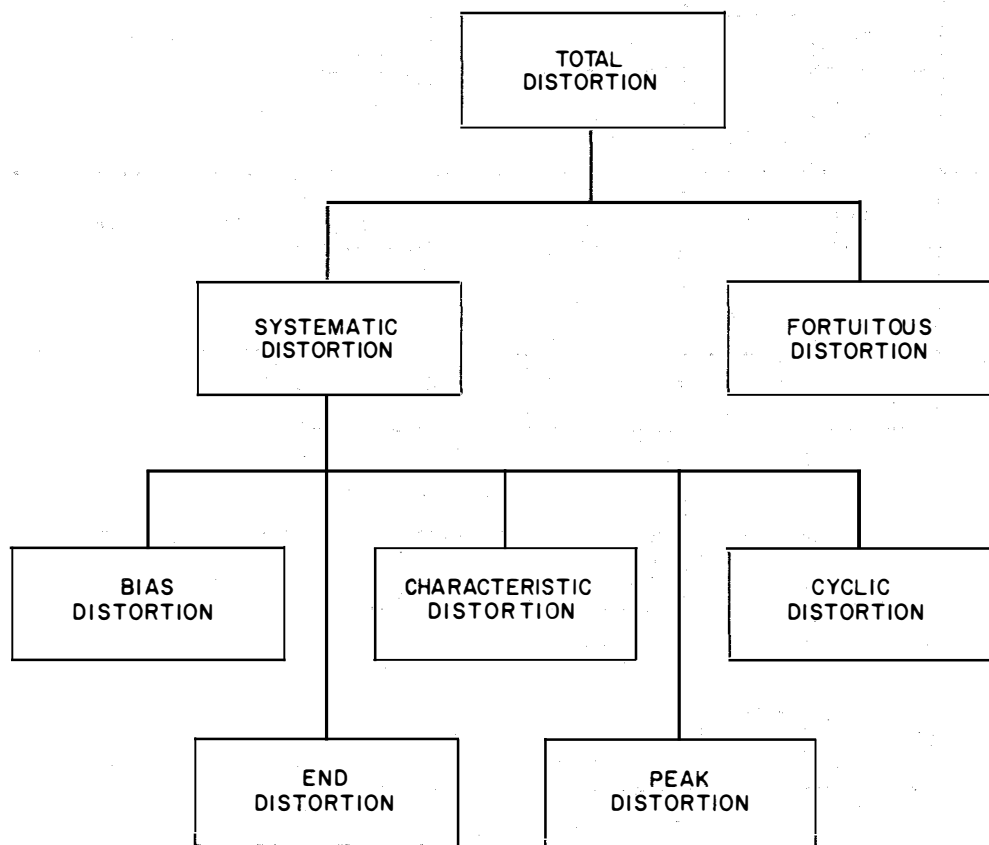 TOTAL
DISTORTION
SYSTEMATIC
DISTORTION
FORTUITOUS
DISTORTION
BIAS
DISTORTION
CHARACTERISTIC
DISTORTION
CYCLIC
DISTORTION
END
DISTORTION
PEAK
DISTORTION